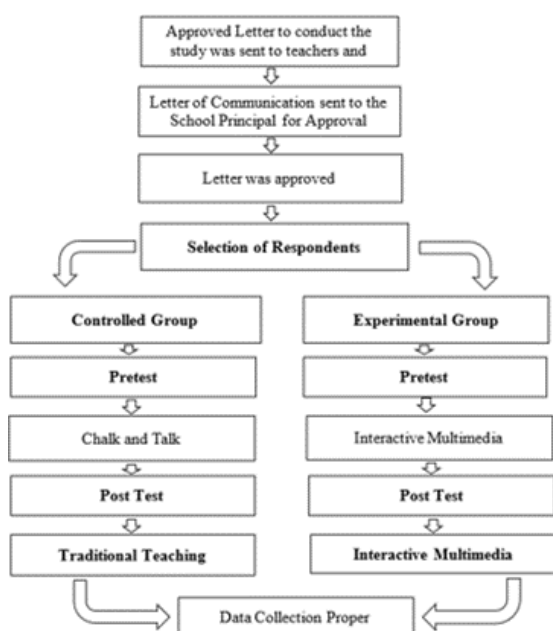 Approved Letter to conduct the
study was sent to teachers and
Letter of Communication sent to the
School Principal for Approval
Letter was approved
Selection of Respondents
Controlled Group
Experimental Group
Pretest
Pretest
Chalk and Talk
Interactive Multimedia
Post Test
Post Test
Traditional Teaching
Interactive Multimedia
Data Collection Proper